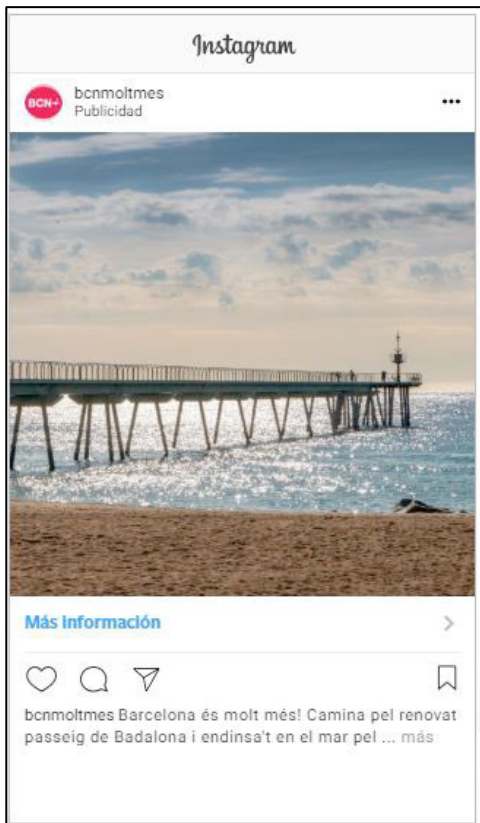 Instagram
BCN+
bcnmoltmes
Publicidad
Más información
bcnmoltmes Barcelona és molt més! Camina pel renovat
passeig de Badalona i endinsa't en el mar pel ... más